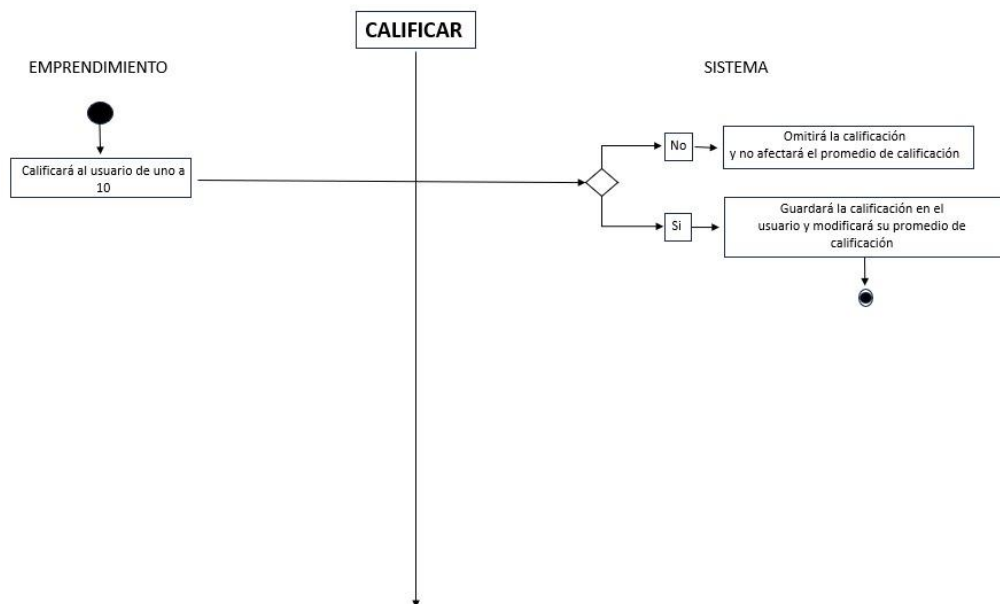 CALIFICAR
EMPRENDIMIENTO
SISTEMA
Calificará al usuario de uno a
10
No
Omitirá la calificación
y no afectará el promedio de calificación
Si
Guardará la calificación en el
usuario y modificará su promedio de
calificación